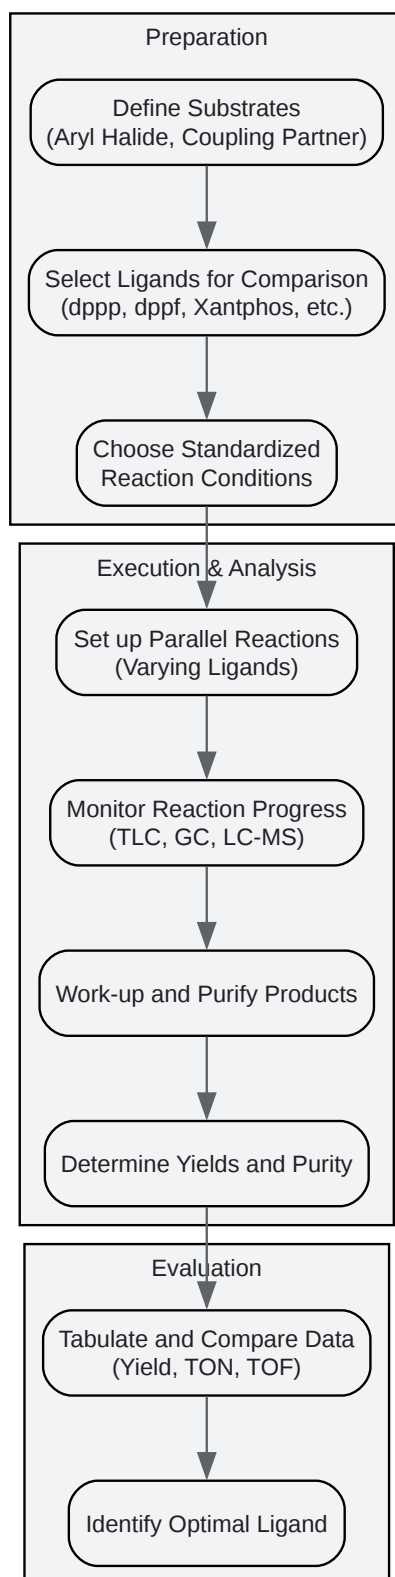 Preparation
Define Substrates
(Aryl Halide, Coupling Partner)
Select Ligands for Comparison
(dppp, dppf, Xantphos, etc.)
Choose Standardized
Reaction Conditions
Execution & Analysis
Set up Parallel Reactions
(Varying Ligands)
Monitor Reaction Progress
(TLC, GC, LC-MS)
Work-up and Purify Products
Determine Yields and Purity
Evaluation
Tabulate and Compare Data
(Yield, TON, TOF)
Identify Optimal Ligand